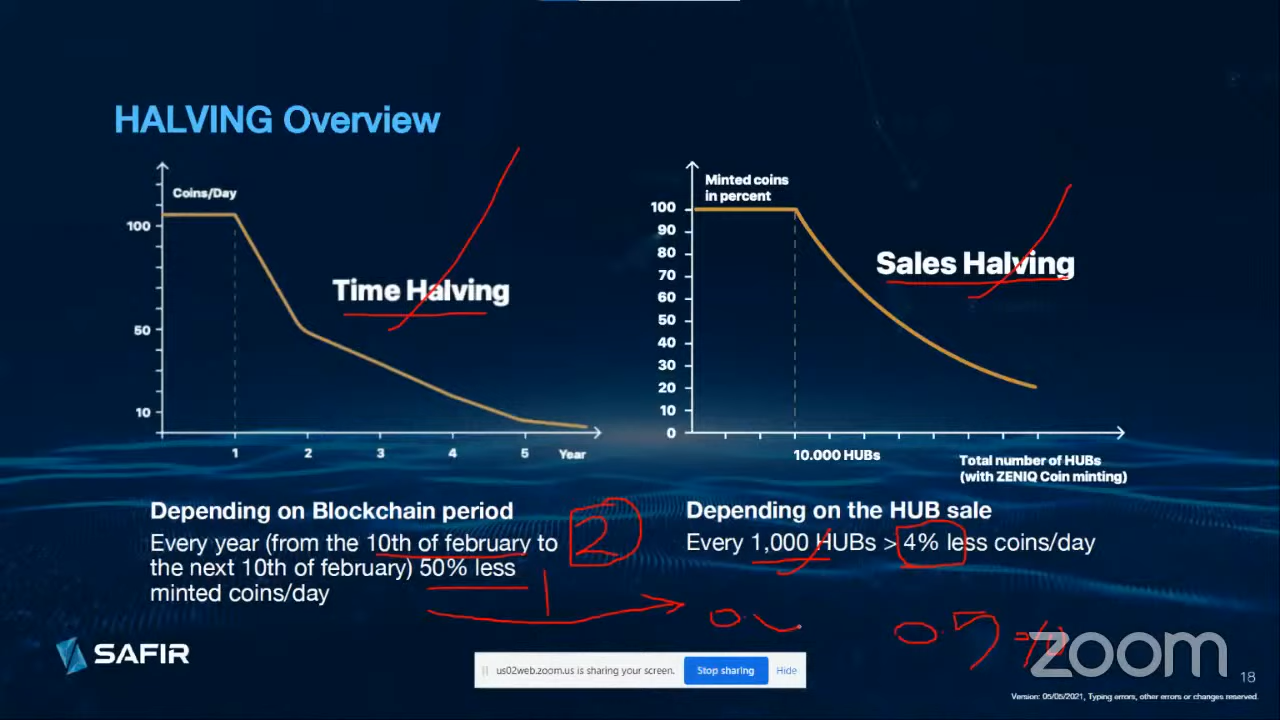 HALVING Overview
Coins/Day
100
50
10
1 2 3 4 5 Year
Time Halving
Minted coins
in percent
100
90
80
70
60
50
40
30
20
10
0
10.000 HUBs
Total number of HUBs
(with ZENIQ Coin minting)
Sales Halving
Depending on Blockchain period
Every year (from the 10th of february to
the next 10th of february) 50% less
minted coins/day
2
1
Depending on the HUB sale
Every 1,000 HUBs > 4% less coins/day
0.5%
SAFIR
us02web.zoom.us is sharing your screen.
Stop sharing
Hide
zoom
18
Version: 05/05/2021, Typing errors, other errors or changes reserved.